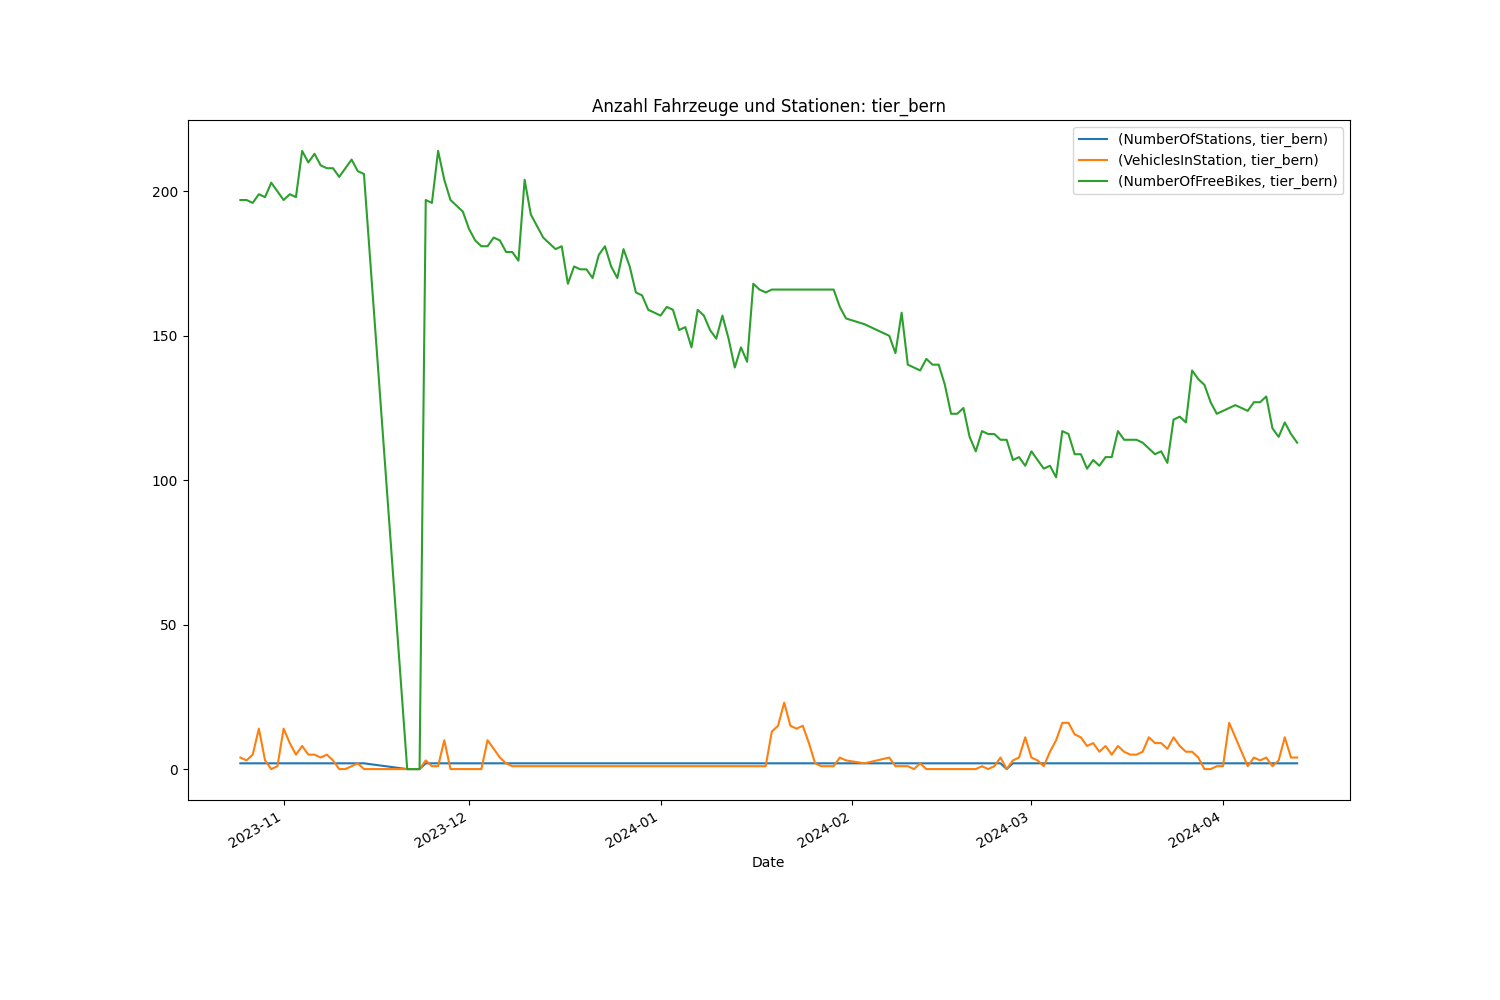 Anzahl Fahrzeuge und Stationen: tier_bern
(NumberOfStations, tier_bern)
(VehiclesInStation, tier_bern)
(NumberOfFreeBikes, tier_bern)
200
150
100
50
0
2023-11
2023-12
2024-01
2024-02
2024-03
2024-04
Date